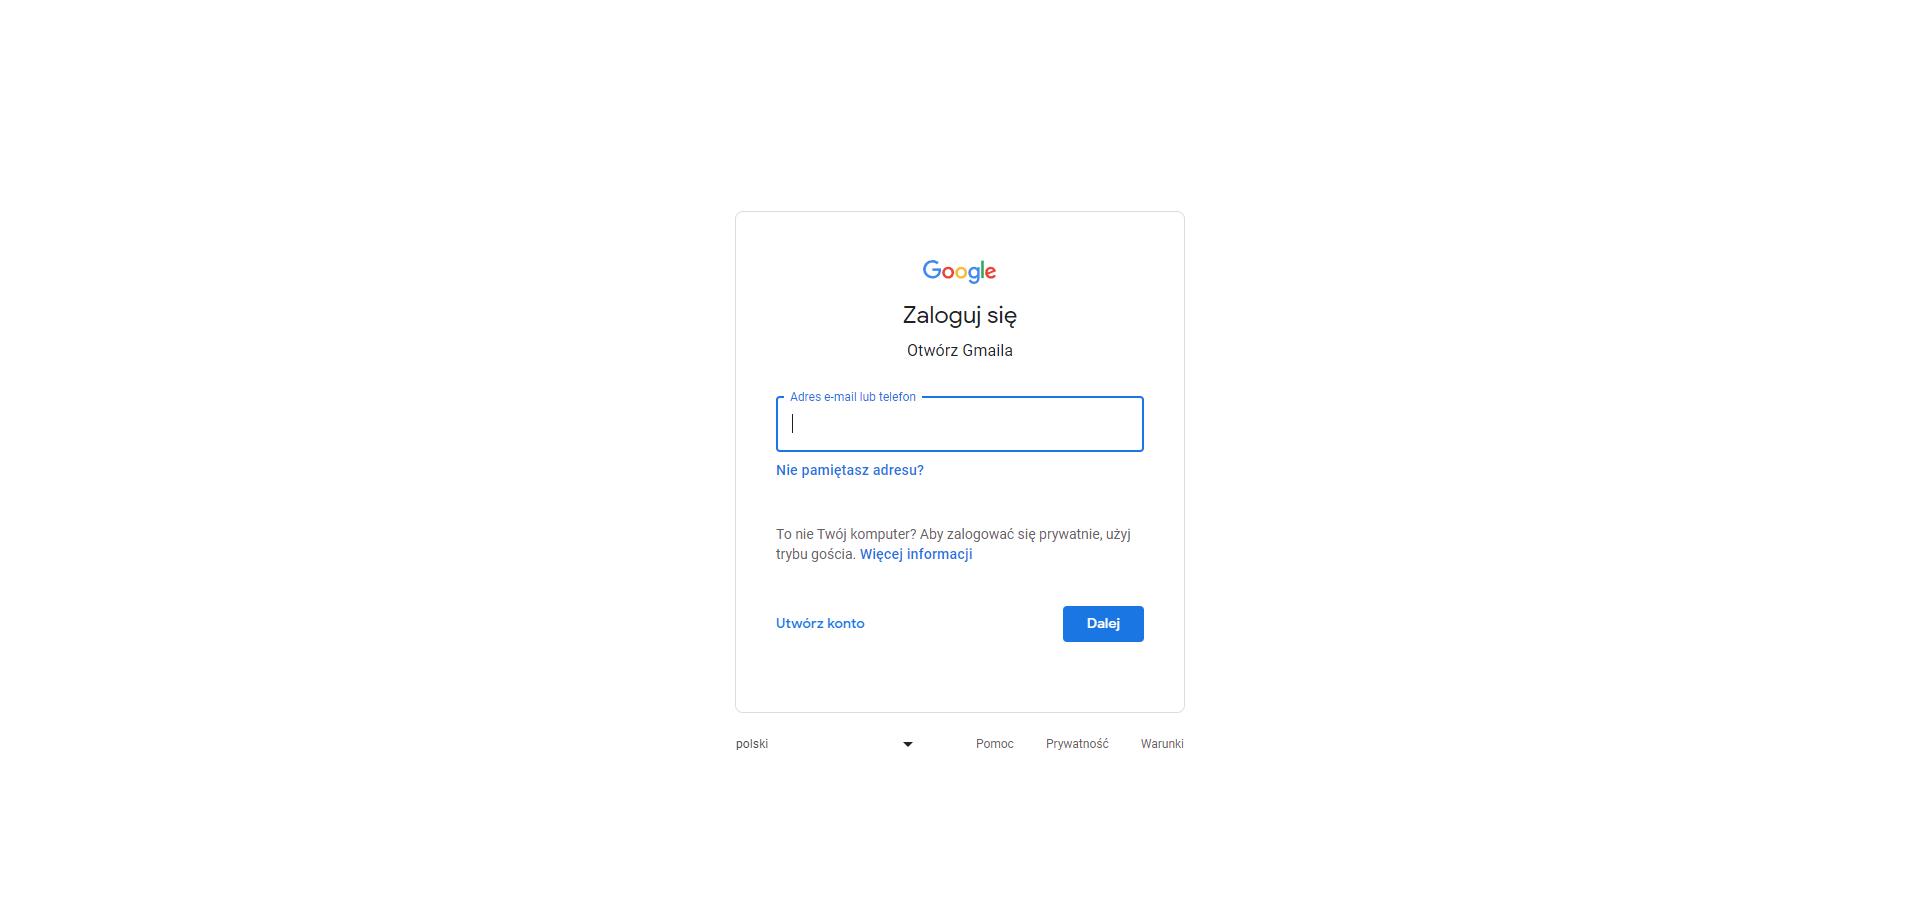 Google
Zaloguj się
Otwórz Gmaila
Adres e-mail lub telefon
Nie pamiętasz adresu?
To nie Twój komputer? Aby zalogować się prywatnie, użyj
trybu gościa. Więcej informacji
Utwórz konto
Dalej
polski
Pomoc
Prywatność
Warunki